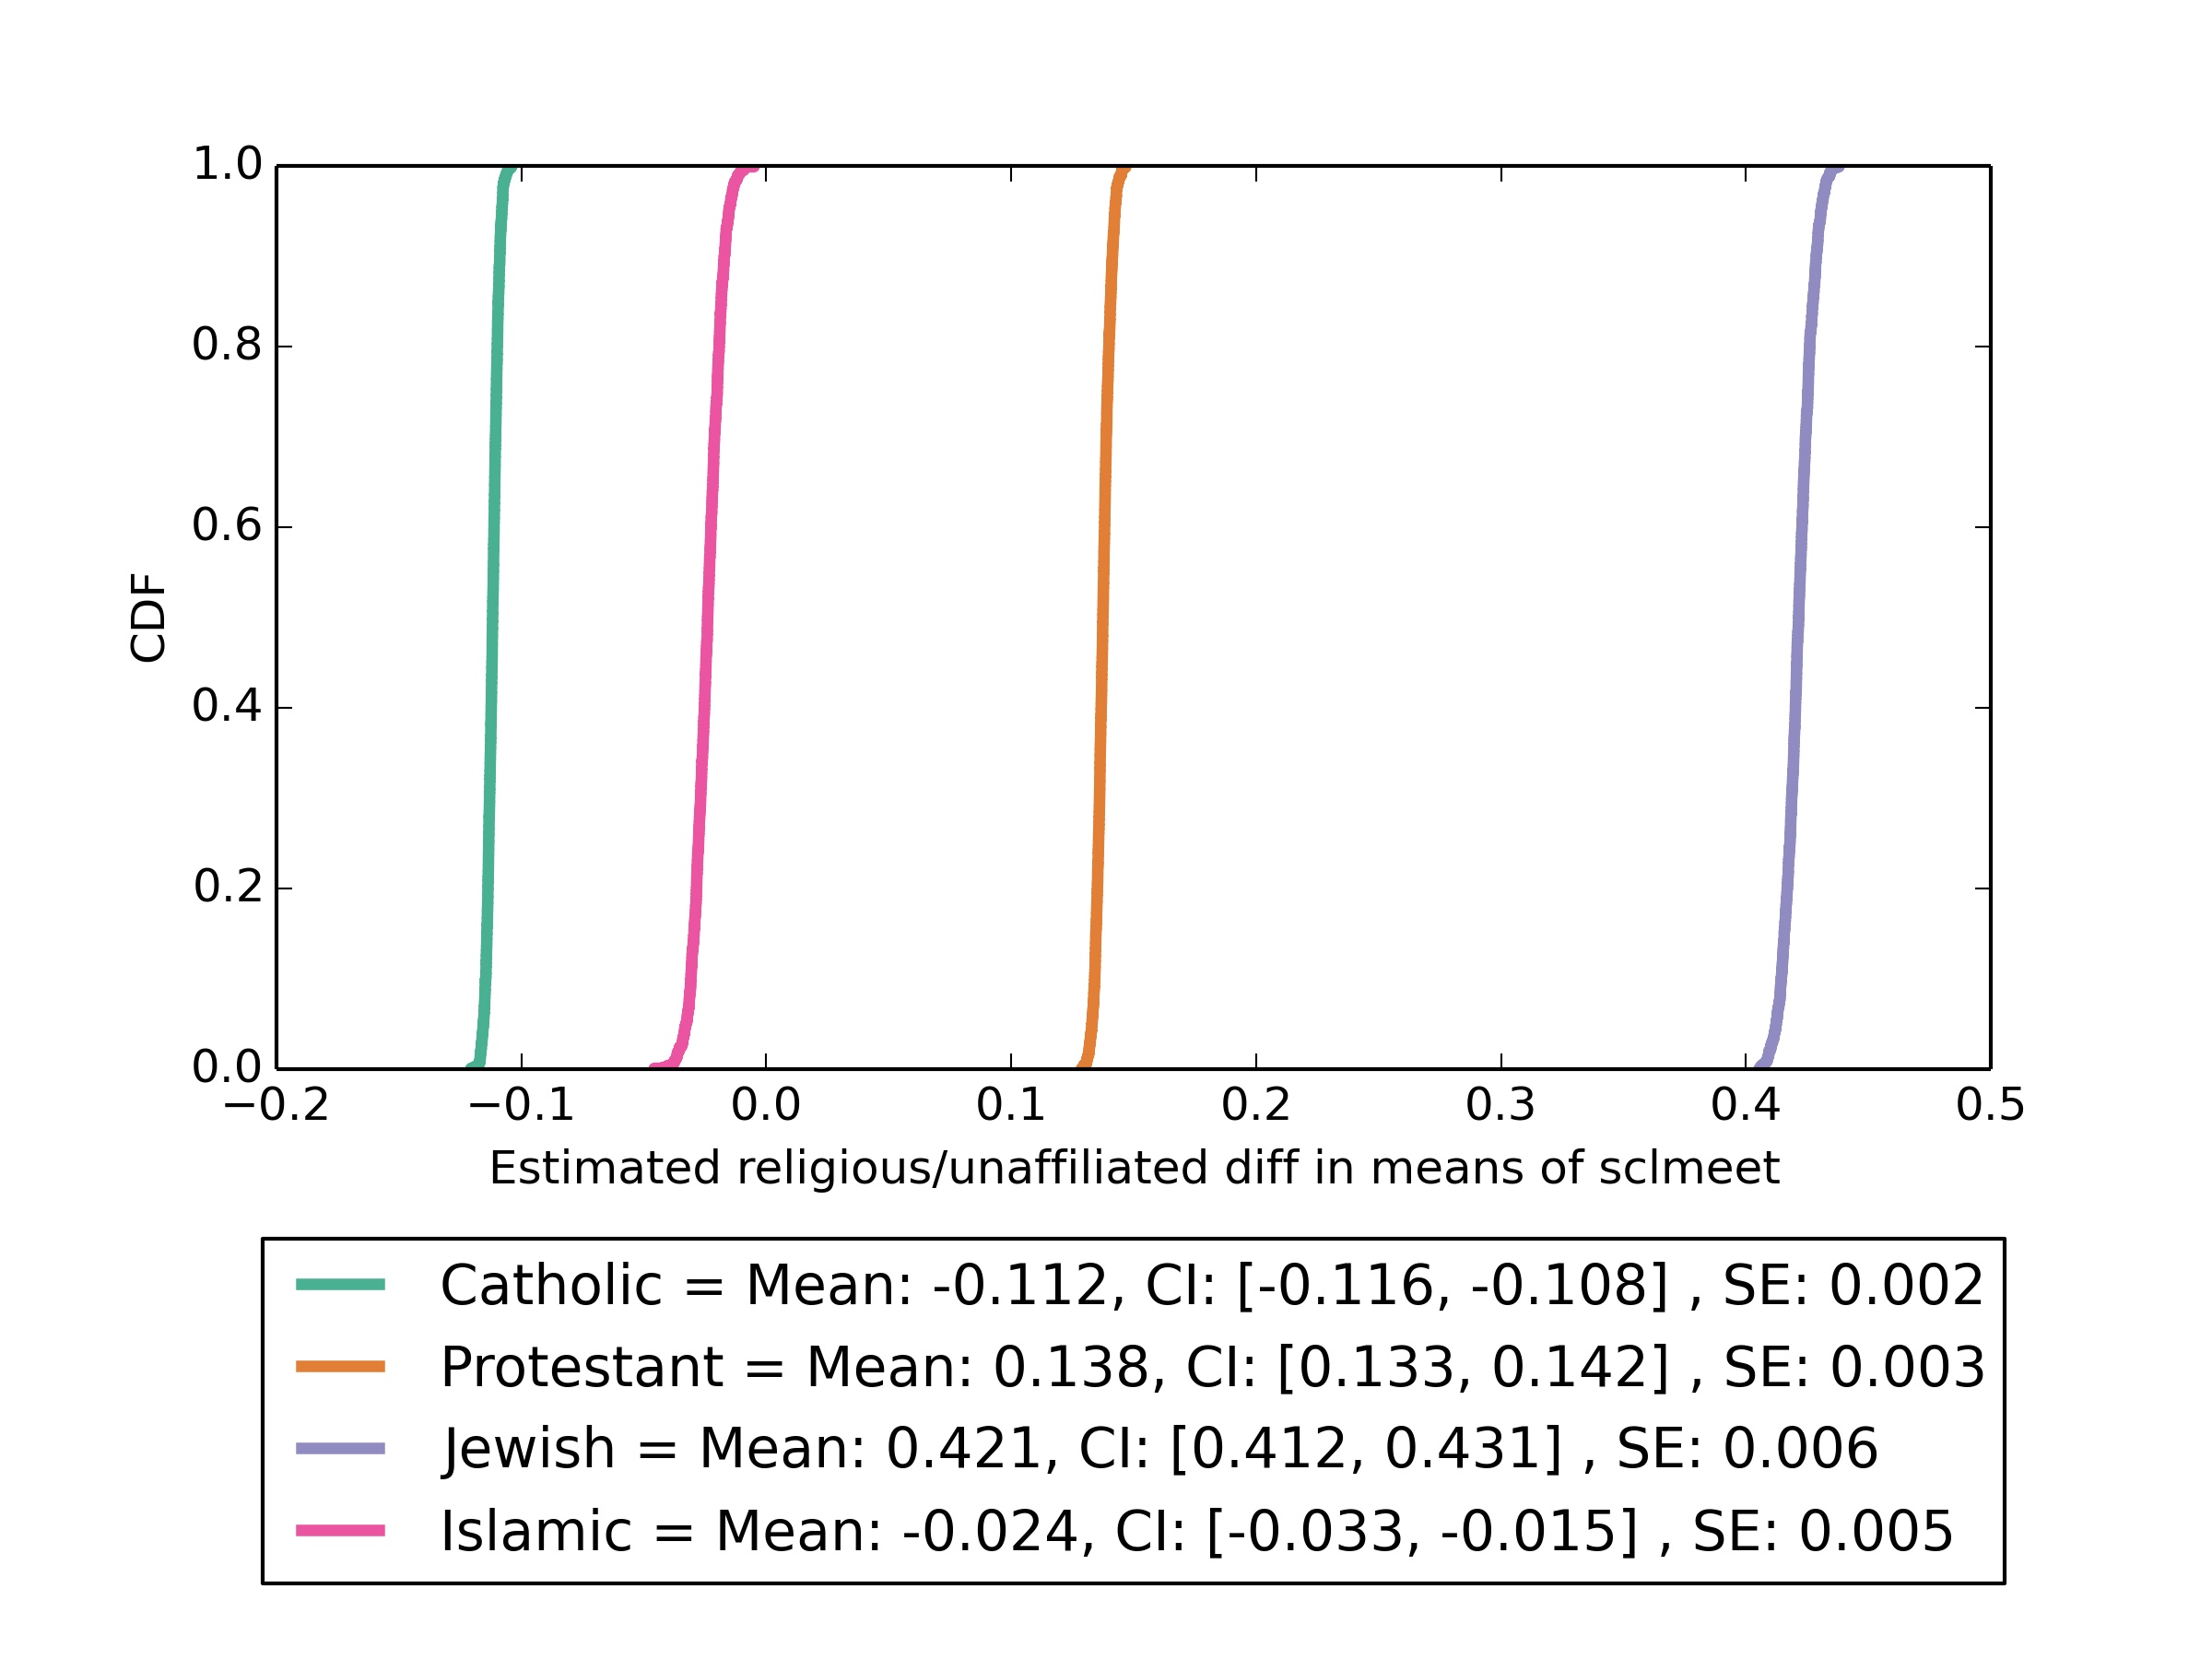 1.0
0.8
0.6
0.4
0.2
0.0
CDF
−0.2 −0.1 0.0 0.1 0.2 0.3 0.4 0.5
Estimated religious/unaffiliated diff in means of sclmeet
Catholic = Mean: -0.112, CI: [-0.116, -0.108] , SE: 0.002
Protestant = Mean: 0.138, CI: [0.133, 0.142] , SE: 0.003
Jewish = Mean: 0.421, CI: [0.412, 0.431] , SE: 0.006
Islamic = Mean: -0.024, CI: [-0.033, -0.015] , SE: 0.005